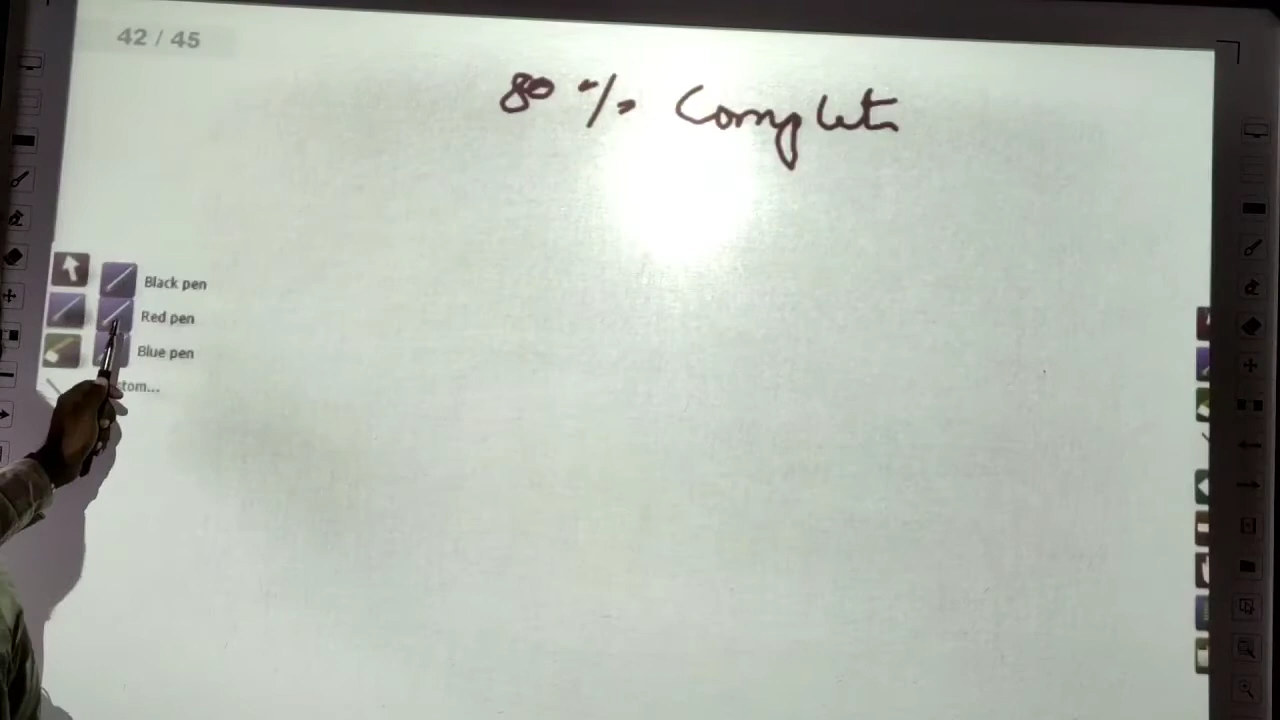 42 / 45
80 % Complete
Black pen
Red pen
Blue pen
tom...